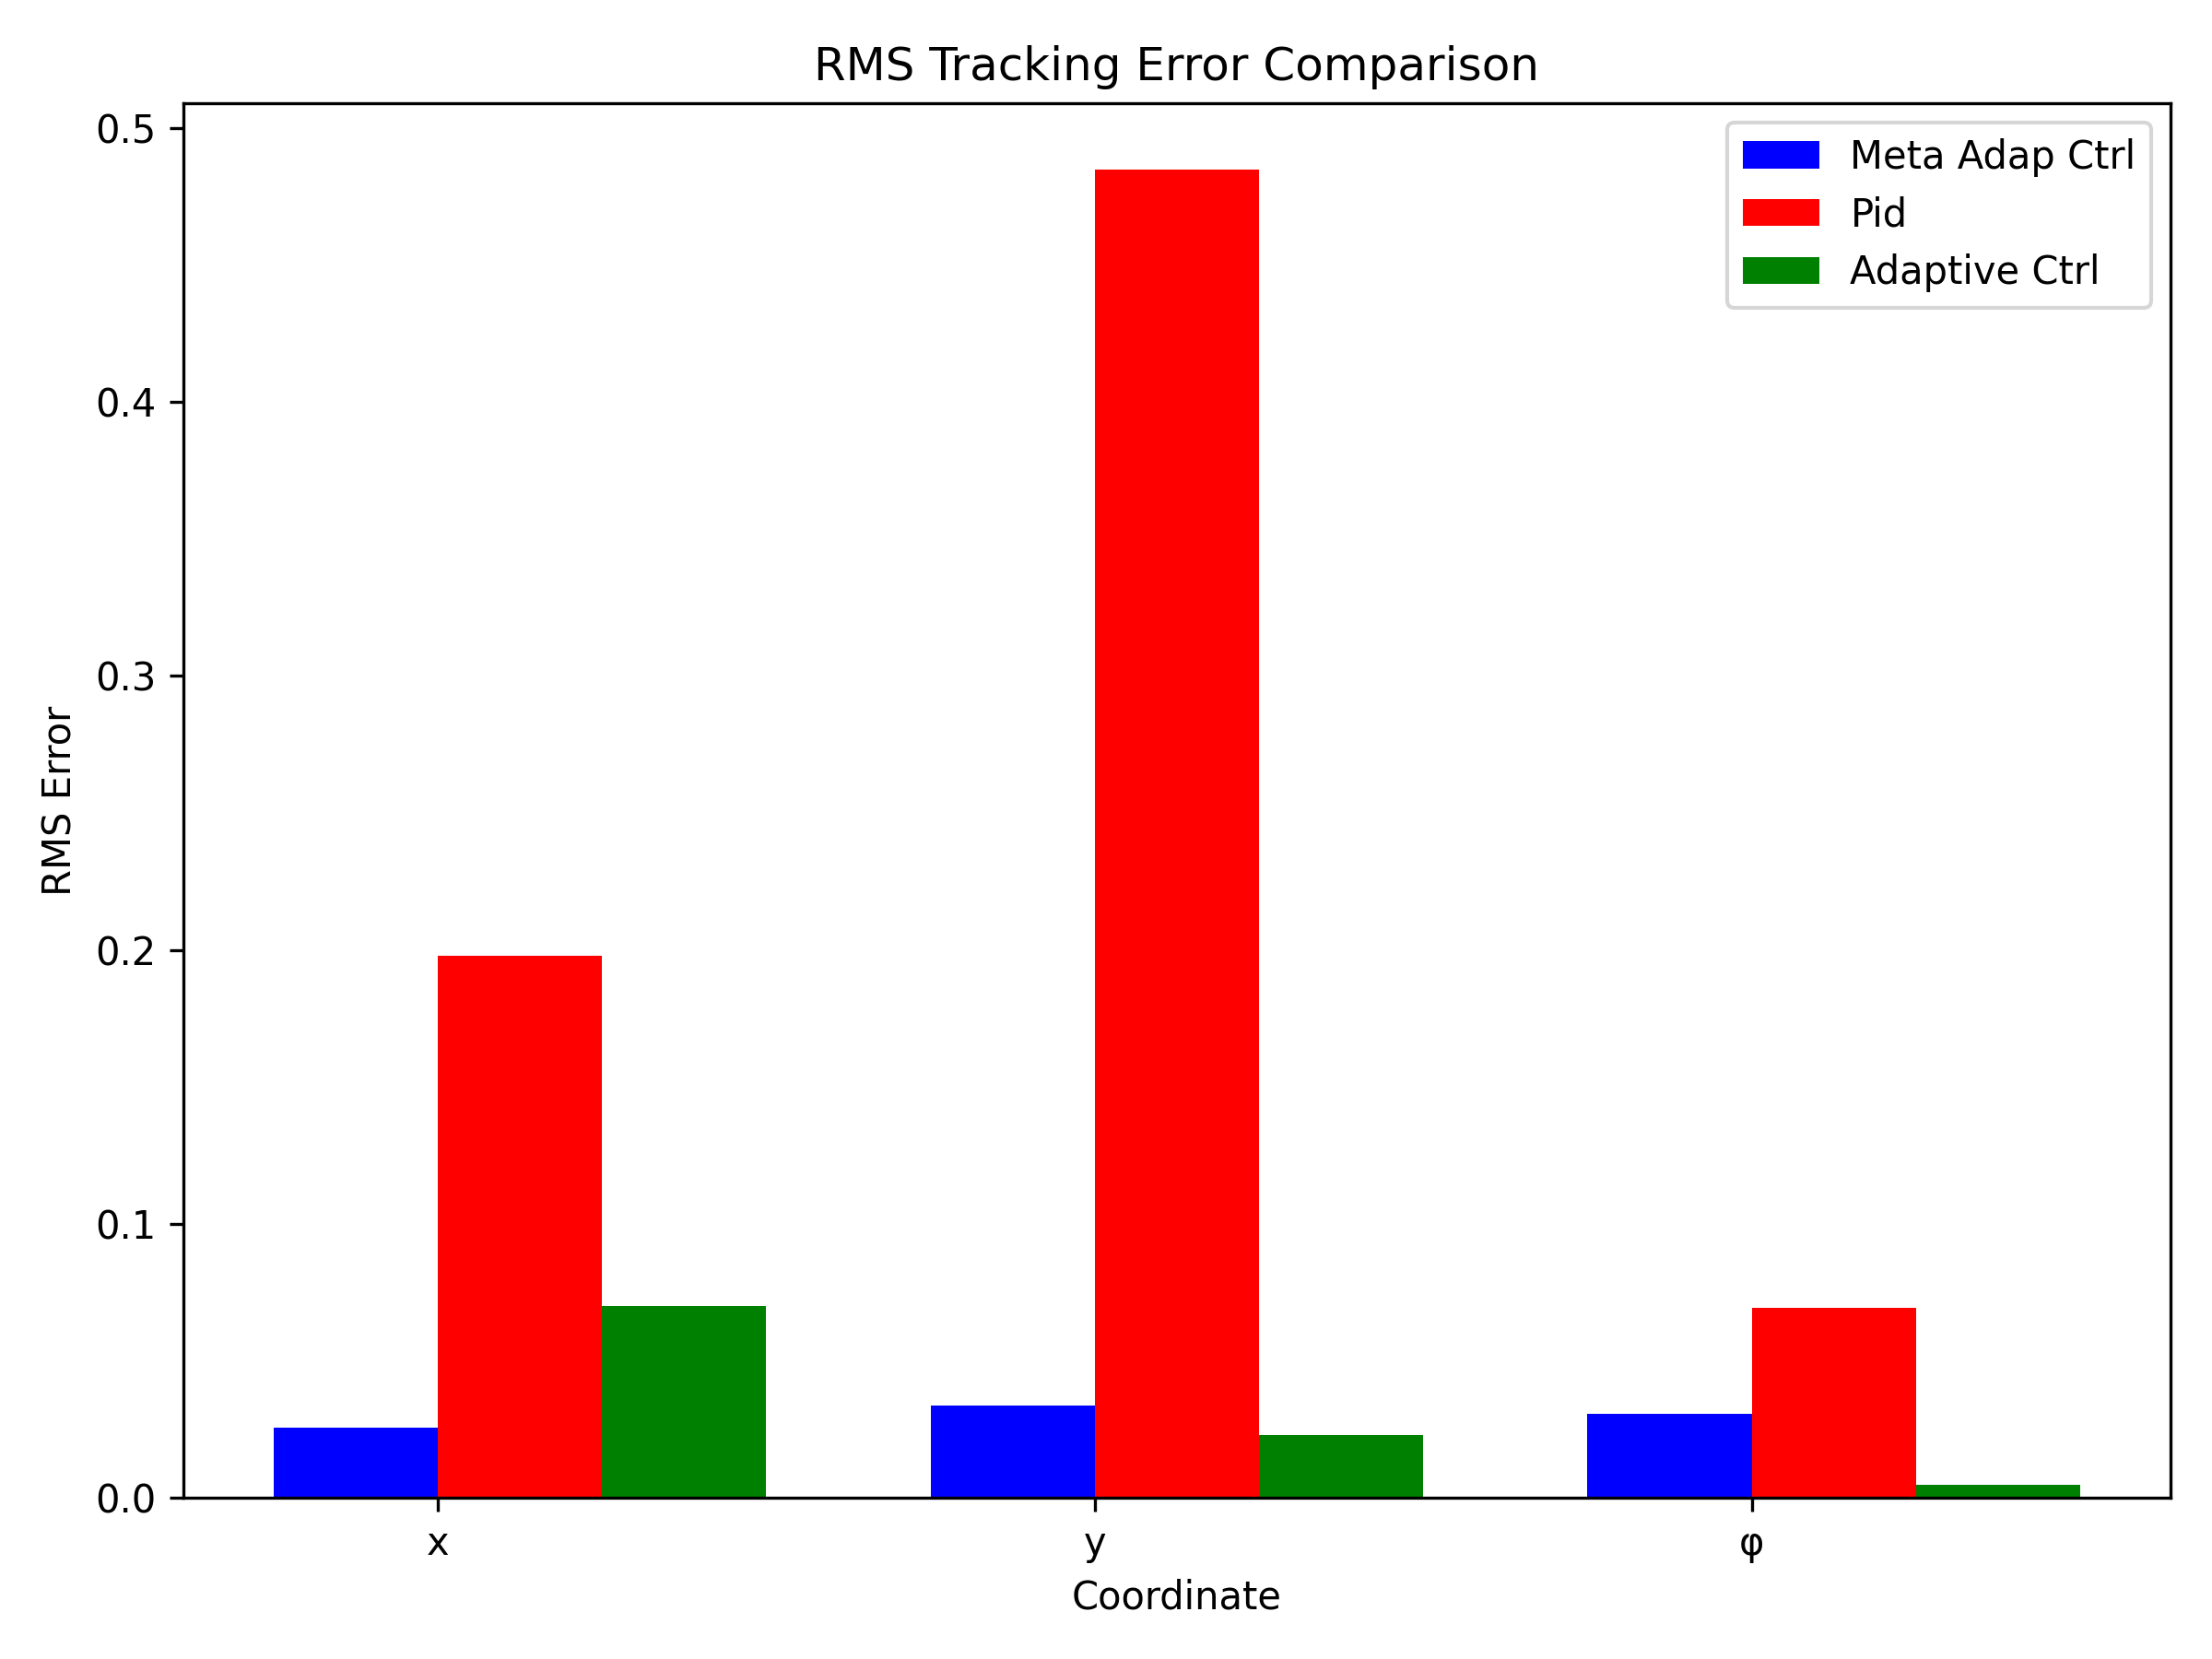 RMS Tracking Error Comparison
Meta Adap Ctrl
Pid
Adaptive Ctrl
RMS Error
0.5
0.4
0.3
0.2
0.1
0.0
x y φ
Coordinate